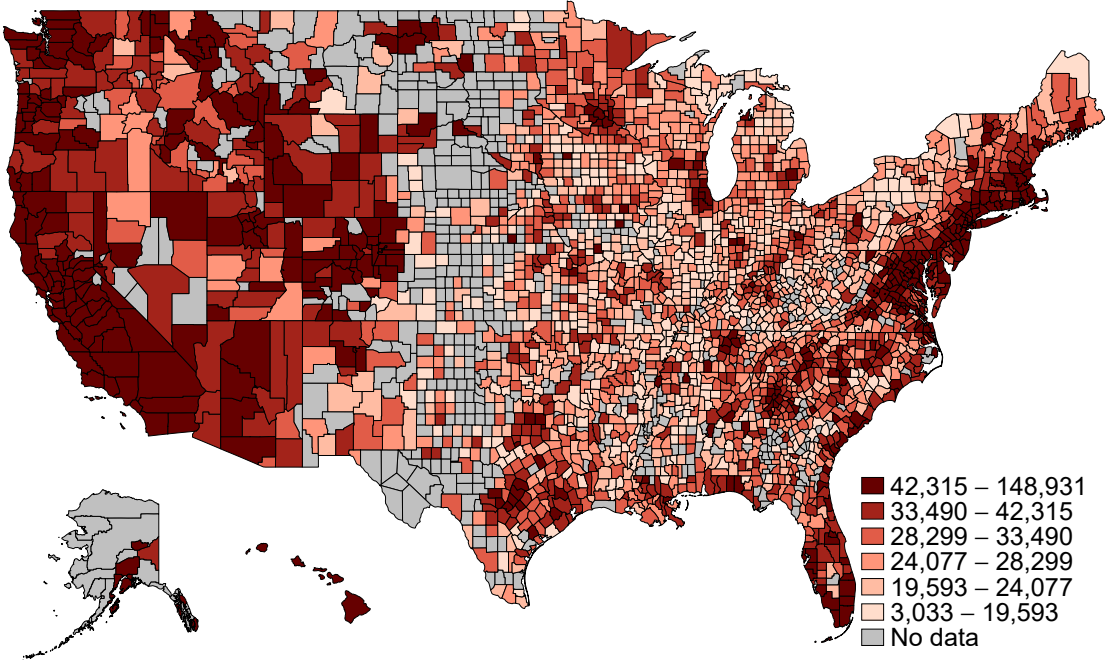 42,315 – 148,931
33,490 – 42,315
28,299 – 33,490
24,077 – 28,299
19,593 – 24,077
3,033 – 19,593
No data